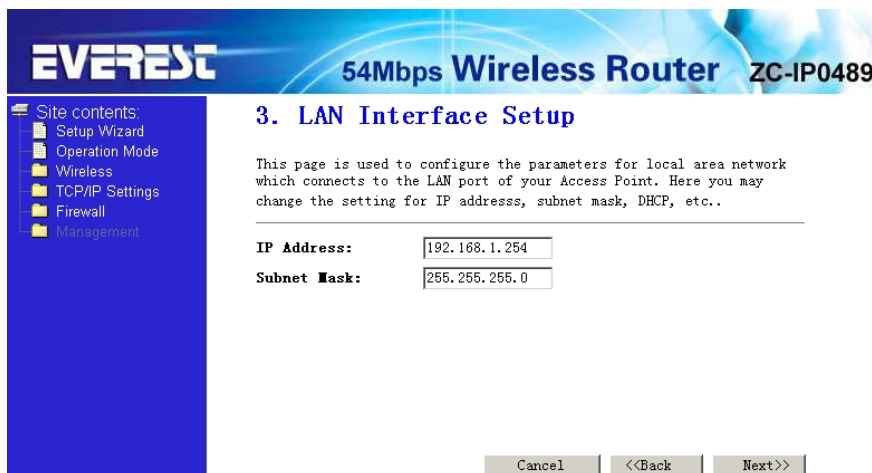 EVEREST
54Mbps Wireless Router ZC-IP0489
Site contents:
Setup Wizard
Operation Mode
Wireless
TCP/IP Settings
Firewall
Management
3. LAN Interface Setup
This page is used to configure the parameters for local area network
which connects to the LAN port of your Access Point. Here you may
change the setting for IP addresss, subnet mask, DHCP, etc..
IP Address: 192.168.1.254
Subnet Mask: 255.255.255.0
Cancel <<Back Next>>